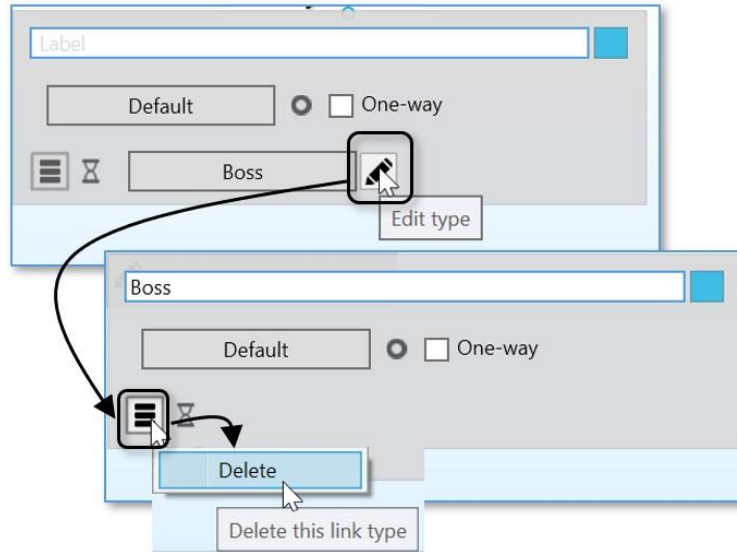 Label
Default
One-way
Boss
Edit type
Boss
Default
One-way
Delete
Delete this link type